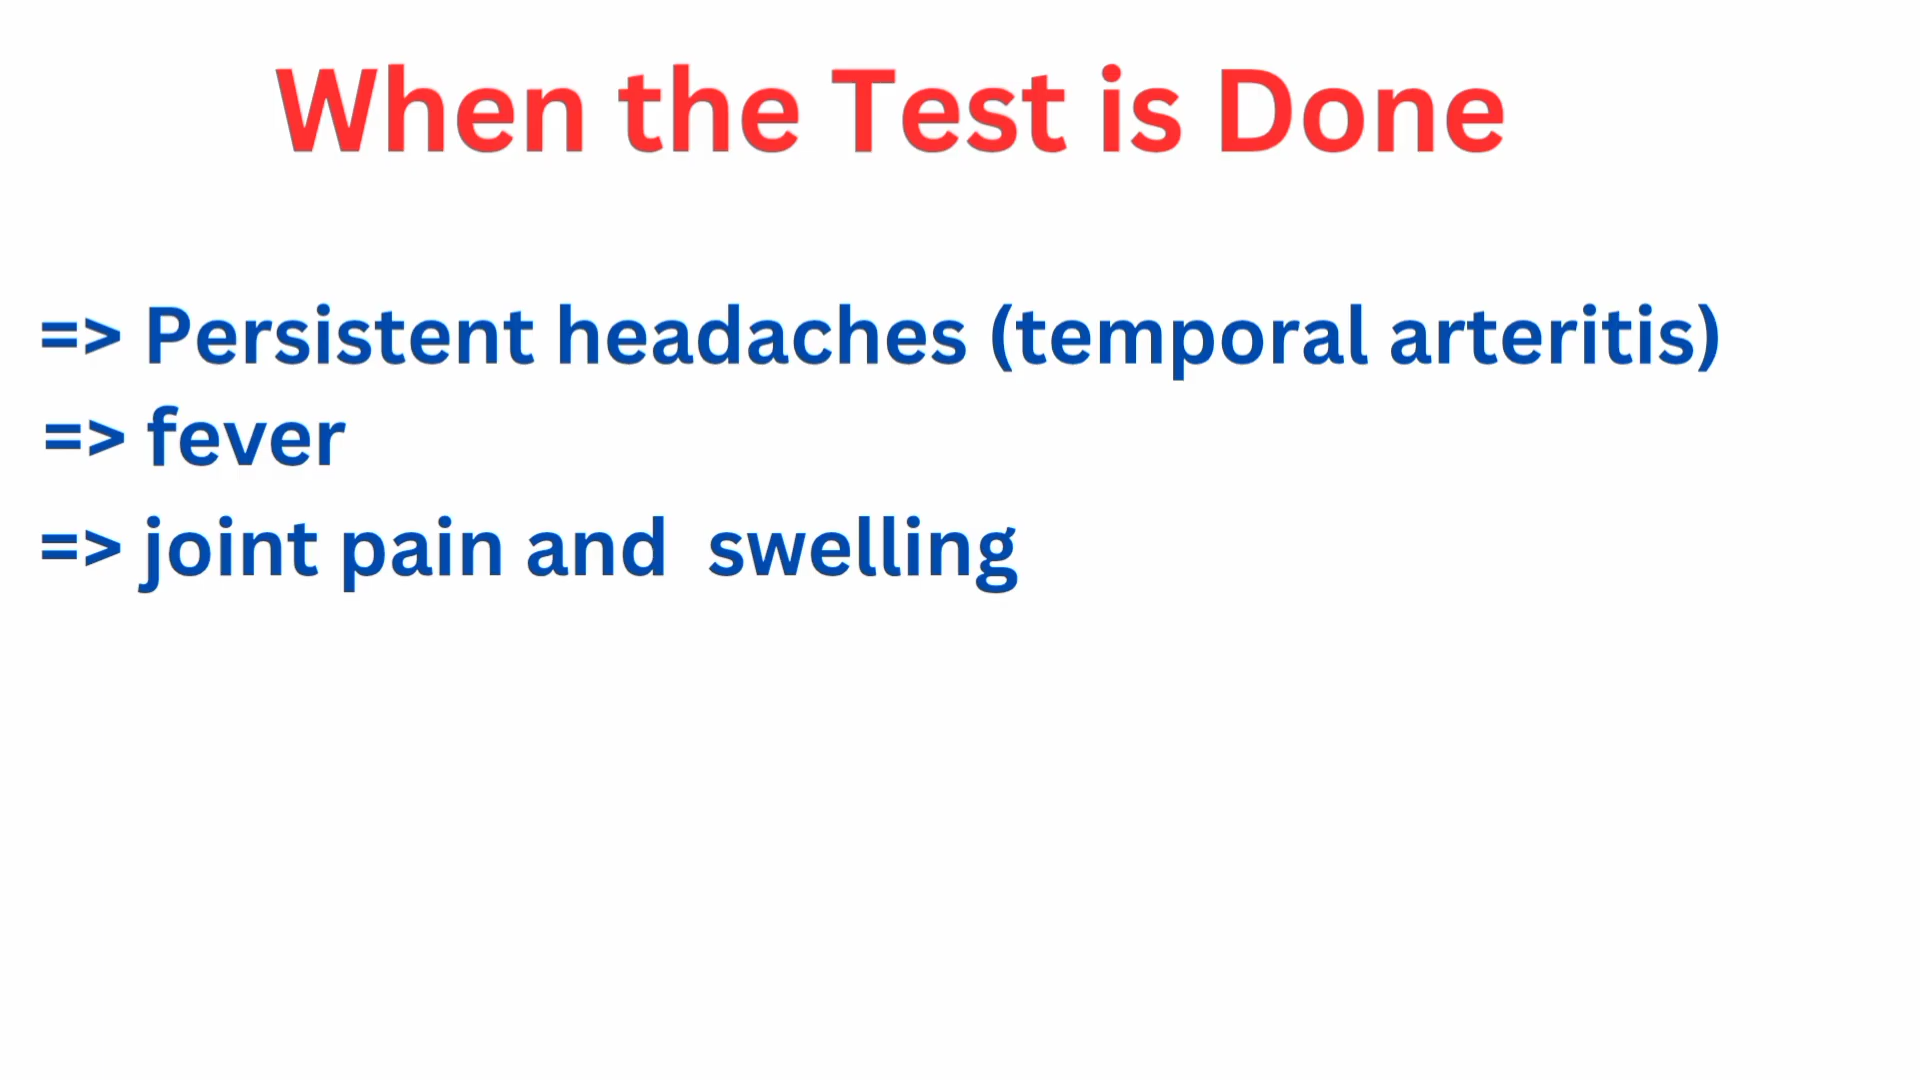 When the Test is Done
=> Persistent headaches (temporal arteritis)
=> fever
=> joint pain and  swelling